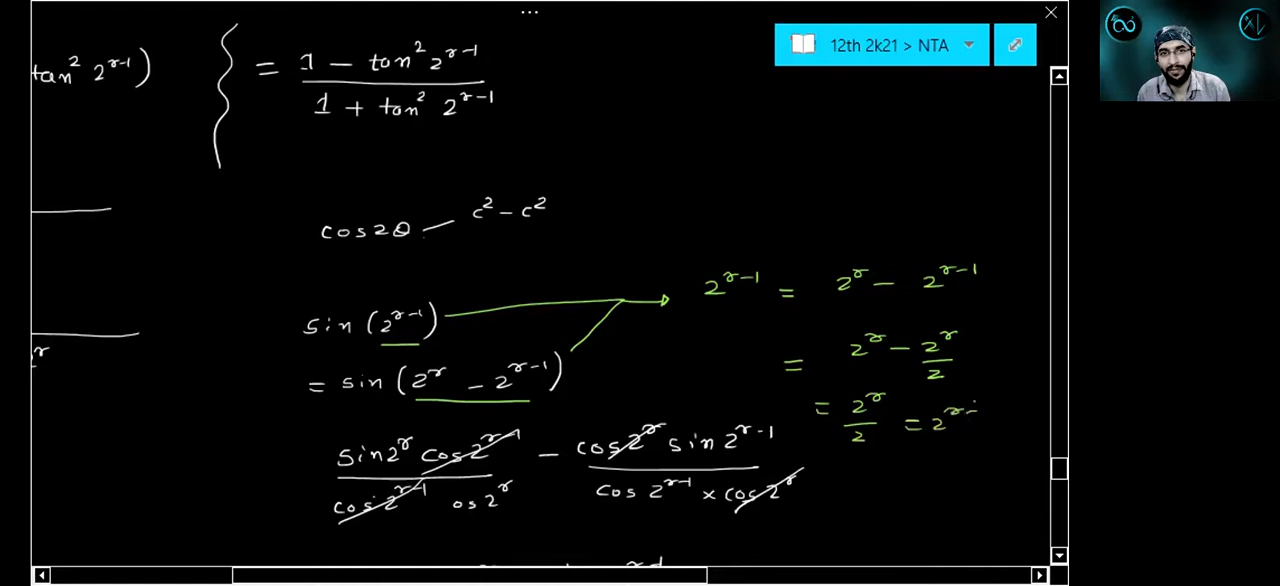 ...
12th 2k21 > NTA
tan² 2^(r-1))
= (1 - tan² 2^(r-1)) / (1 + tan² 2^(r-1))
cos2θ — c² - c²
2^(r-1) = 2^r - 2^(r-1)
sin (2^(r-1))
= 2^r - 2^r/2
= sin (2^r - 2^(r-1))
= 2^r/2 = 2^(r-
(sin2^r cos2^(r-1)) / (cos2^(r-1) cos2^r) - (cos2^r sin 2^(r-1)) / (cos 2^(r-1) × cos 2^r)